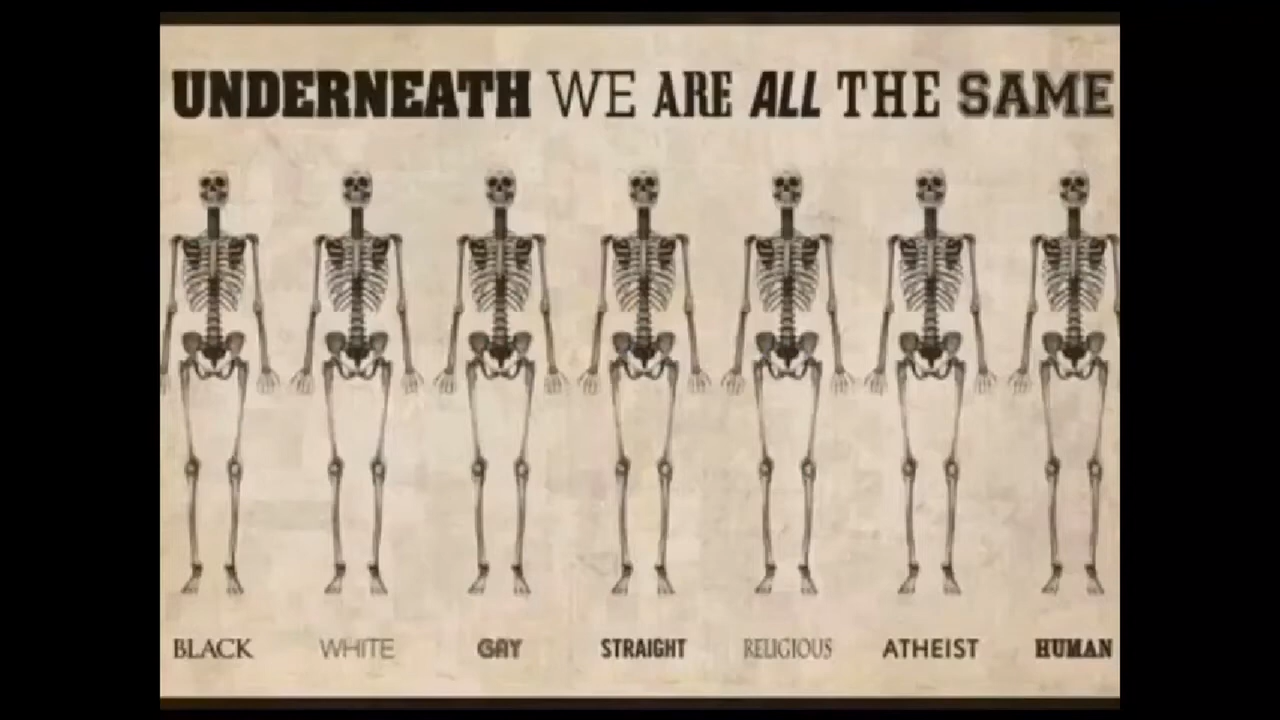 UNDERNEATH WE ARE ALL THE SAME
BLACK WHITE GAY STRAIGHT RELIGIOUS ATHEIST HUMAN